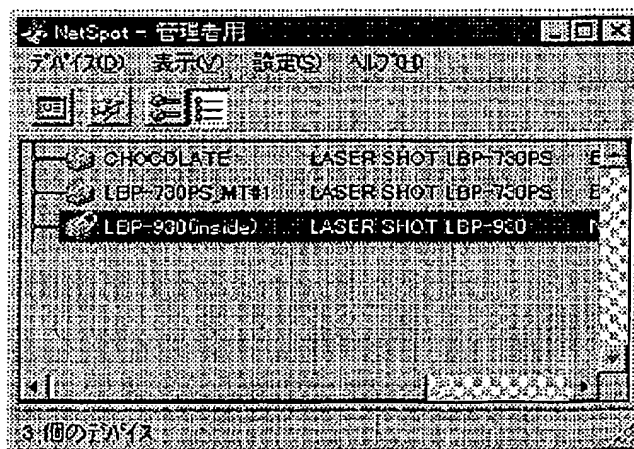 NetSpot - 管理者用
デバイス(D) 表示(V) 設定(S) ヘルプ(H)
CHOCOLATE LASER SHOT LBP-730PS E
LBP-730PS_MT#1 LASER SHOT LBP-730PS E
LBP-930(inside) LASER SHOT LBP-930 N
3 個のデバイス